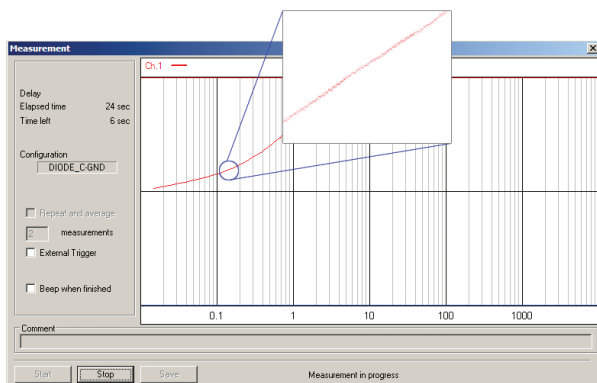 Measurement
Ch.1
Delay
Elapsed time 24 sec
Time left 6 sec
Configuration
DIODE_C-GND
Repeat and average
2 measurements
External Trigger
Beep when finished
0.1 1 10 100 1000
Comment
Start Stop Save Measurement in progress